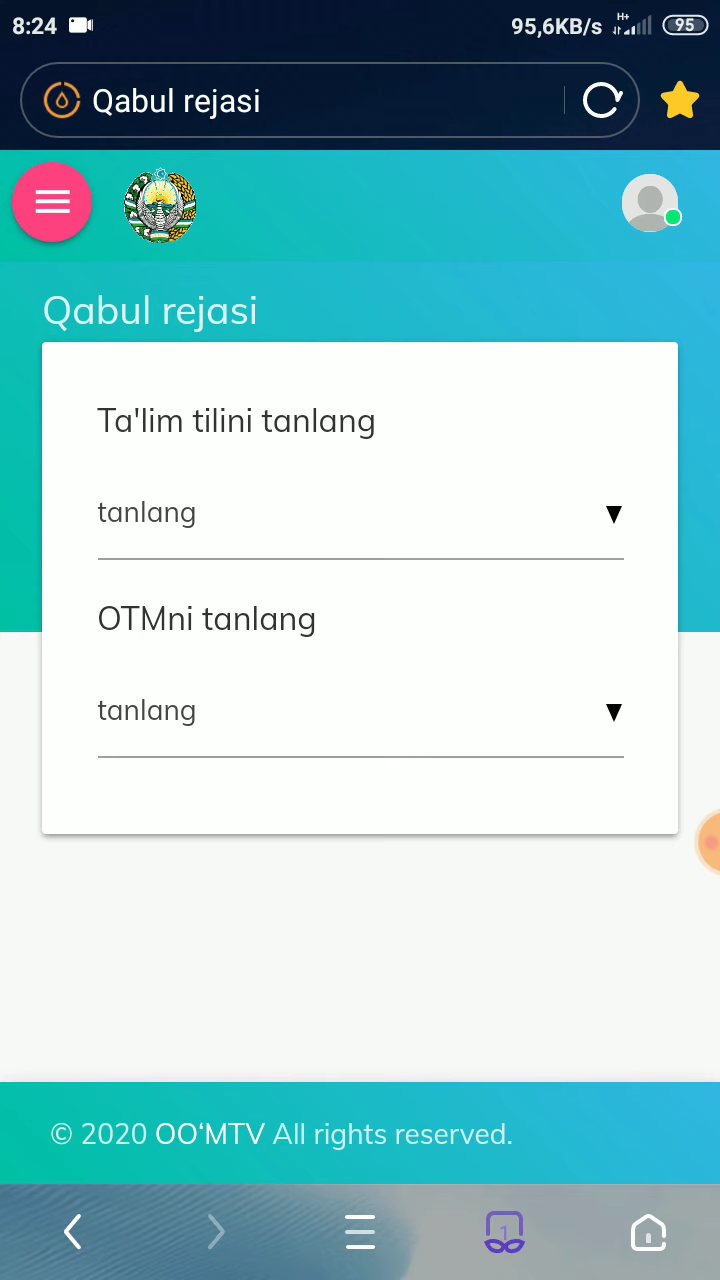 8:24
95,6KB/s
H+
95
Qabul rejasi
Qabul rejasi
Ta'lim tilini tanlang
tanlang
OTMni tanlang
tanlang
© 2020 OO‘MTV All rights reserved.
1